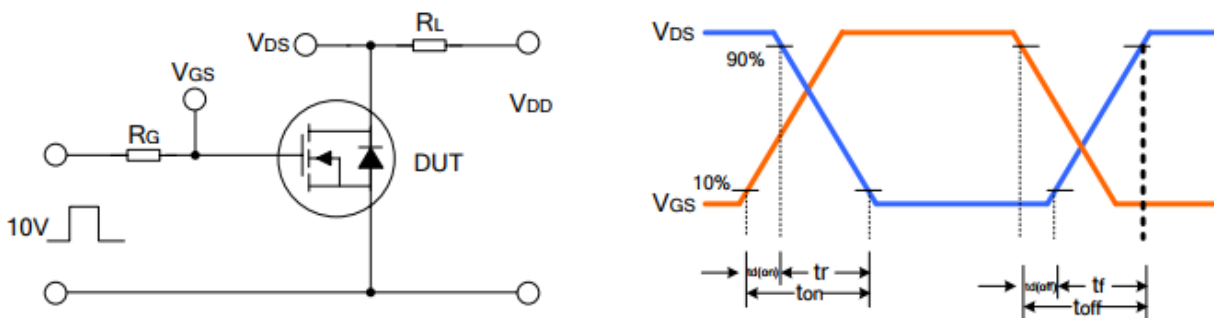 VDS
RL
VGS
VDD
RG
DUT
10V
VDS
90%
10%
VGS
td(on)
tr
ton
td(off)
tf
toff